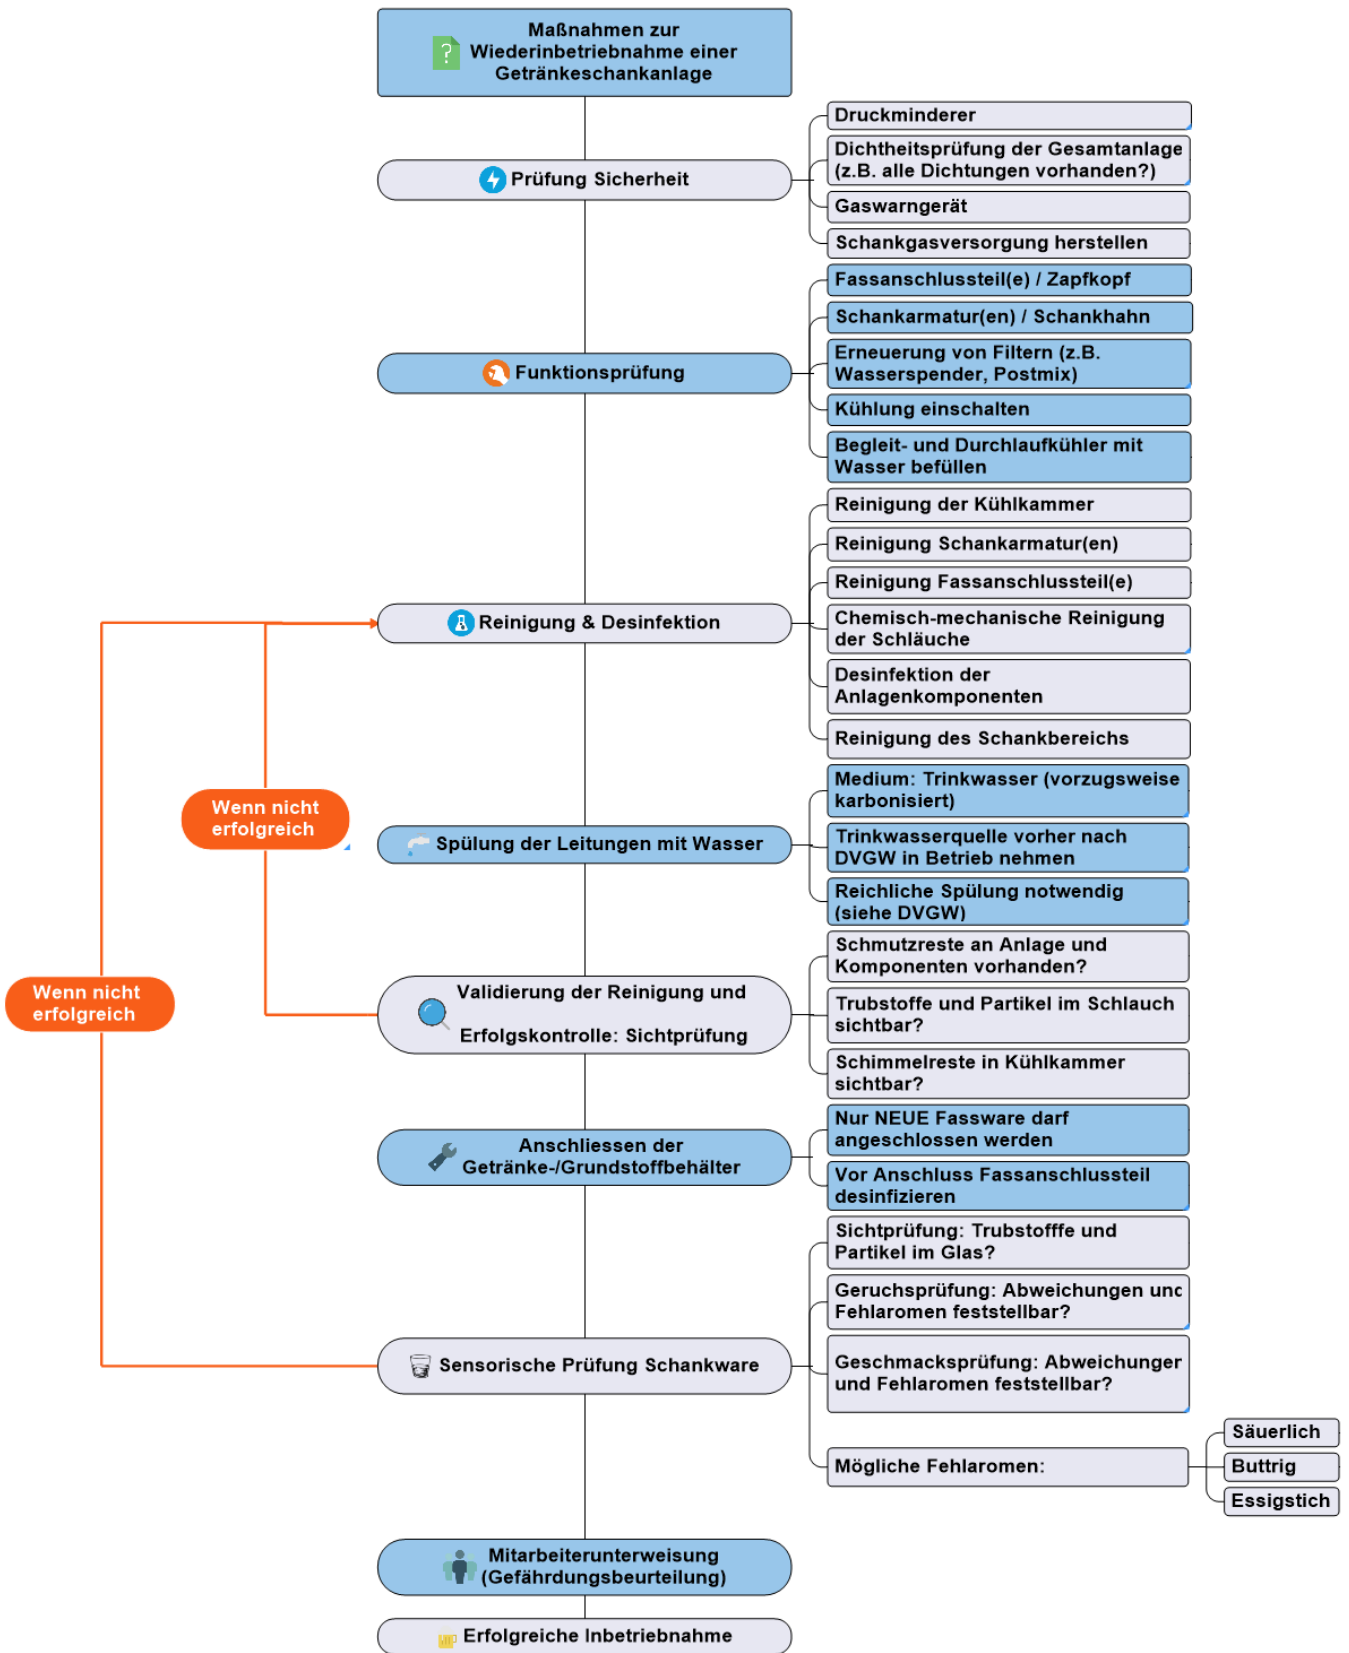 Maßnahmen zur
Wiederinbetriebnahme einer
Getränkeschankanlage
Prüfung Sicherheit
Druckminderer
Dichtheitsprüfung der Gesamtanlage
(z.B. alle Dichtungen vorhanden?)
Gaswarngerät
Schankgasversorgung herstellen
Funktionsprüfung
Fassanschlussteil(e) / Zapfkopf
Schankarmatur(en) / Schankhahn
Erneuerung von Filtern (z.B.
Wasserspender, Postmix)
Kühlung einschalten
Begleit- und Durchlaufkühler mit
Wasser befüllen
Reinigung & Desinfektion
Reinigung der Kühlkammer
Reinigung Schankarmatur(en)
Reinigung Fassanschlussteil(e)
Chemisch-mechanische Reinigung
der Schläuche
Desinfektion der
Anlagenkomponenten
Reinigung des Schankbereichs
Wenn nicht
erfolgreich
Spülung der Leitungen mit Wasser
Medium: Trinkwasser (vorzugsweise
karbonisiert)
Trinkwasserquelle vorher nach
DVGW in Betrieb nehmen
Reichliche Spülung notwendig
(siehe DVGW)
Wenn nicht
erfolgreich
Validierung der Reinigung und
Erfolgskontrolle: Sichtprüfung
Schmutzreste an Anlage und
Komponenten vorhanden?
Trubstoffe und Partikel im Schlauch
sichtbar?
Schimmelreste in Kühlkammer
sichtbar?
Anschliessen der
Getränke-/Grundstoffbehälter
Nur NEUE Fassware darf
angeschlossen werden
Vor Anschluss Fassanschlussteil
desinfizieren
Sensorische Prüfung Schankware
Sichtprüfung: Trubstofffe und
Partikel im Glas?
Geruchsprüfung: Abweichungen und
Fehlaromen feststellbar?
Geschmacksprüfung: Abweichungen
und Fehlaromen feststellbar?
Mögliche Fehlaromen:
Säuerlich
Buttrig
Essigstich
Mitarbeiterunterweisung
(Gefährdungsbeurteilung)
Erfolgreiche Inbetriebnahme